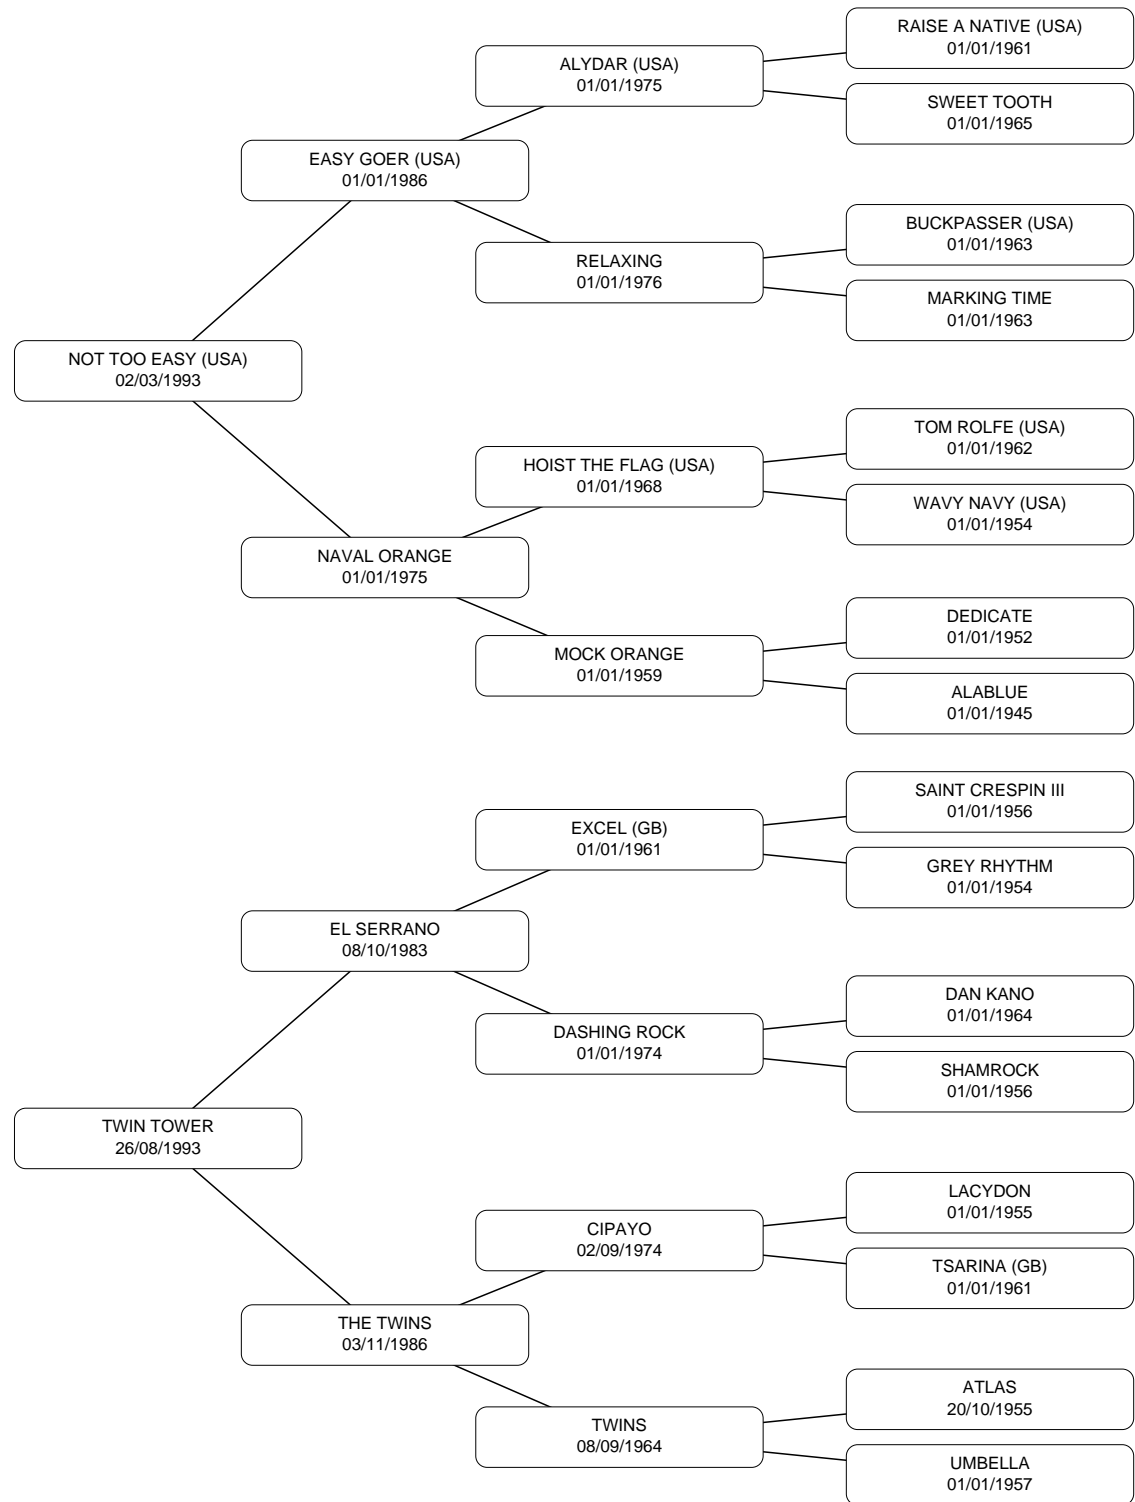 RAISE A NATIVE (USA)
01/01/1961
ALYDAR (USA)
01/01/1975
SWEET TOOTH
01/01/1965
EASY GOER (USA)
01/01/1986
BUCKPASSER (USA)
01/01/1963
RELAXING
01/01/1976
MARKING TIME
01/01/1963
NOT TOO EASY (USA)
02/03/1993
TOM ROLFE (USA)
01/01/1962
HOIST THE FLAG (USA)
01/01/1968
WAVY NAVY (USA)
01/01/1954
NAVAL ORANGE
01/01/1975
DEDICATE
01/01/1952
MOCK ORANGE
01/01/1959
ALABLUE
01/01/1945
SAINT CRESPIN III
01/01/1956
EXCEL (GB)
01/01/1961
GREY RHYTHM
01/01/1954
EL SERRANO
08/10/1983
DAN KANO
01/01/1964
DASHING ROCK
01/01/1974
SHAMROCK
01/01/1956
TWIN TOWER
26/08/1993
LACYDON
01/01/1955
CIPAYO
02/09/1974
TSARINA (GB)
01/01/1961
THE TWINS
03/11/1986
ATLAS
20/10/1955
TWINS
08/09/1964
UMBELLA
01/01/1957